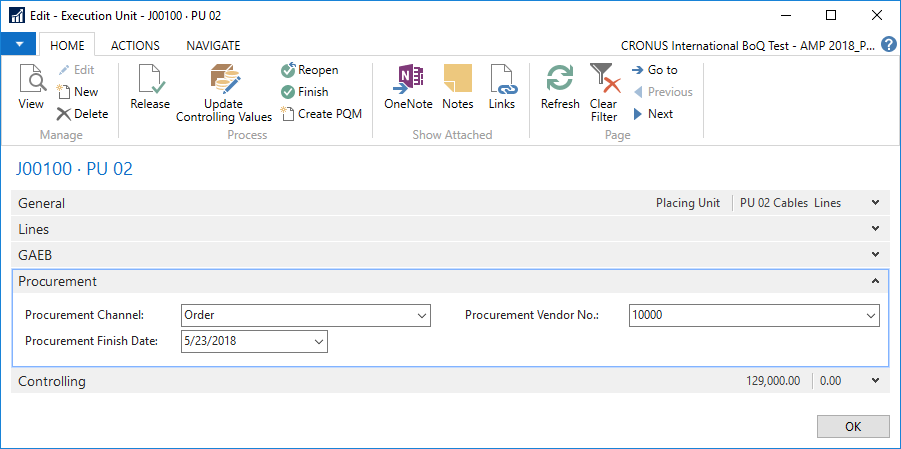 Edit - Execution Unit - J00100 · PU 02
HOME ACTIONS NAVIGATE CRONUS International BoQ Test - AMP 2018_P... ?
View Edit New Delete
Release Update Controlling Values Reopen Finish Create PQM
OneNote Notes Links
Refresh Clear Filter Go to Previous Next
Manage Process Show Attached Page
J00100 · PU 02
General Placing Unit PU 02 Cables Lines
Lines
GAEB
Procurement
Procurement Channel: Order Procurement Vendor No.: 10000
Procurement Finish Date: 5/23/2018
Controlling 129,000.00 0.00
OK